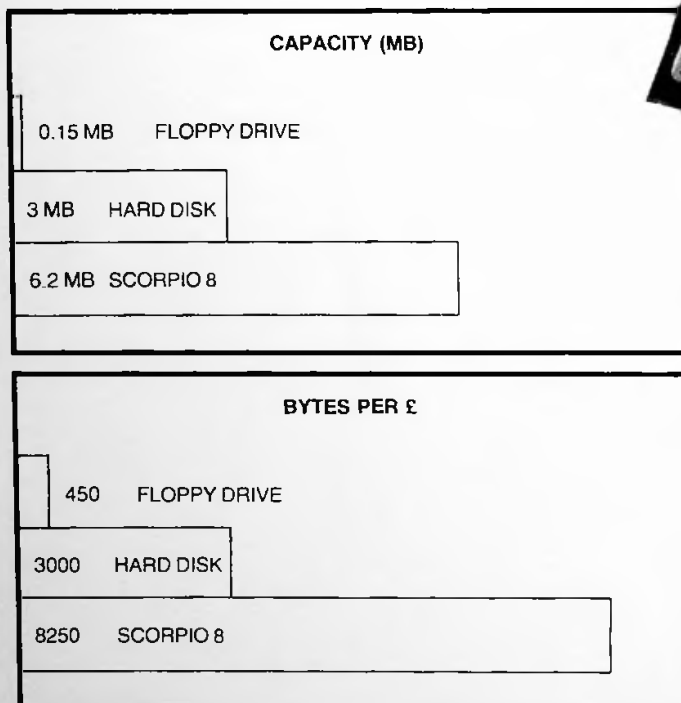 CAPACITY (MB)
0.15 MB FLOPPY DRIVE
3 MB HARD DISK
6.2 MB SCORPIO 8
BYTES PER £
450 FLOPPY DRIVE
3000 HARD DISK
8250 SCORPIO 8